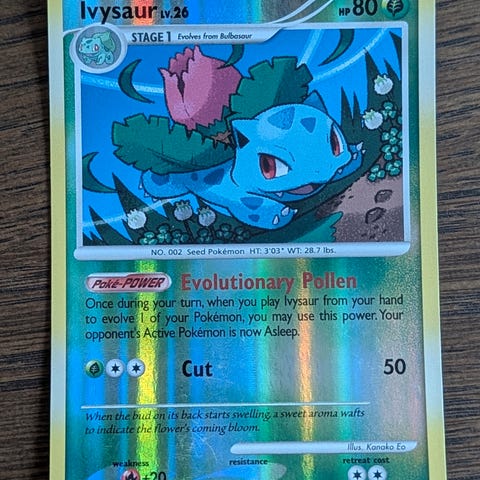 Ivysaur LV.26 HP 80
STAGE 1 Evolves from Bulbasaur
NO. 002 Seed Pokémon HT: 3'03" WT: 28.7 lbs.
Poké-POWER Evolutionary Pollen
Once during your turn, when you play Ivysaur from your hand
to evolve 1 of your Pokémon, you may use this power. Your
opponent's Active Pokémon is now Asleep.
Cut 50
When the bud on its back starts swelling, a sweet aroma wafts
to indicate the flower's coming bloom.
Illus. Kanako Eo
weakness resistance retreat cost
+20